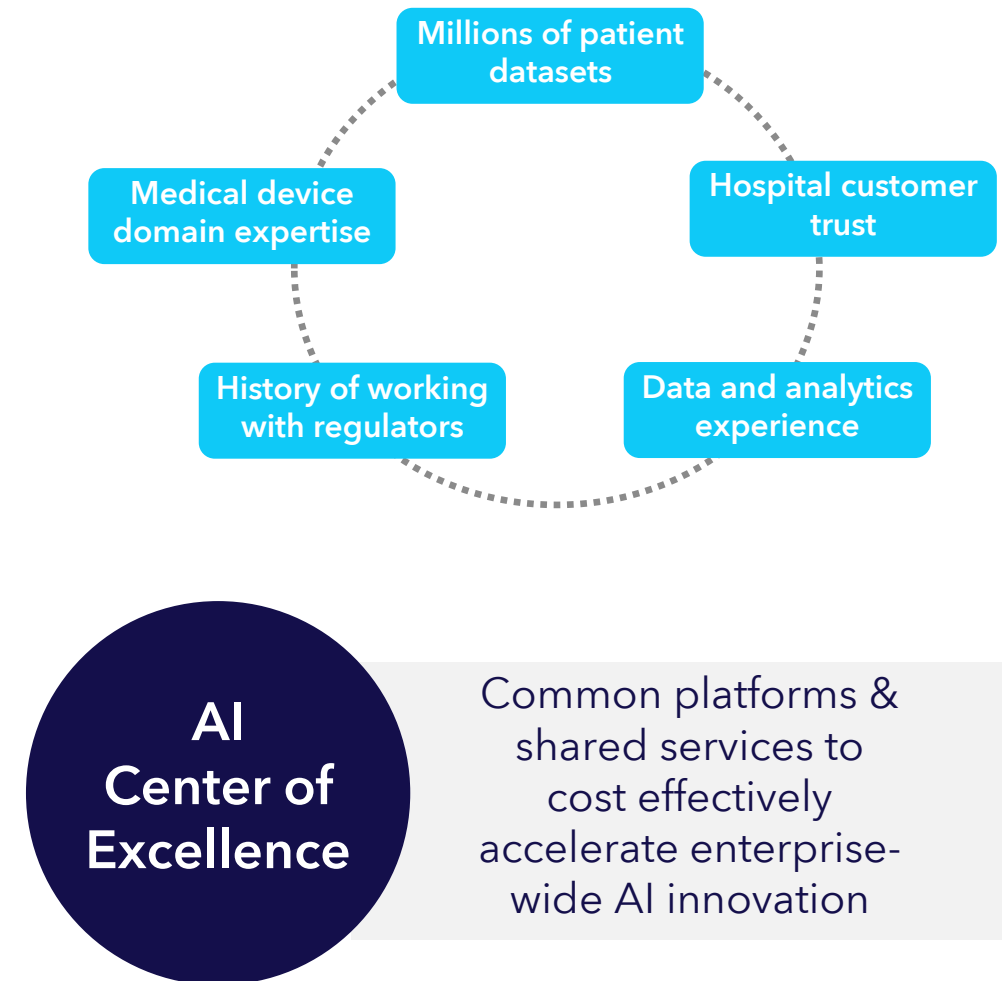 Millions of patient
datasets
Medical device
domain expertise
Hospital customer
trust
History of working
with regulators
Data and analytics
experience
AI
Center of
Excellence
Common platforms &
shared services to
cost effectively
accelerate enterprise-
wide AI innovation